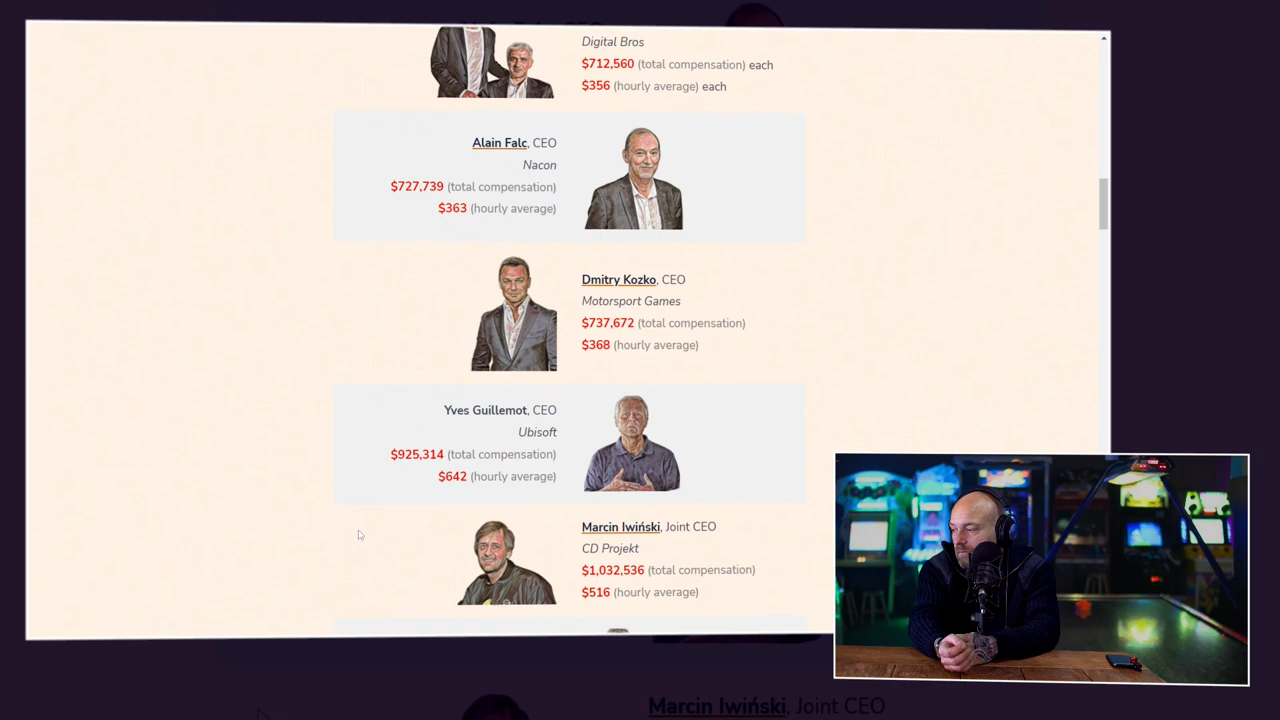 Digital Bros
$712,560 (total compensation) each
$356 (hourly average) each
Alain Falc, CEO
Nacon
$727,739 (total compensation)
$363 (hourly average)
Dmitry Kozko, CEO
Motorsport Games
$737,672 (total compensation)
$368 (hourly average)
Yves Guillemot, CEO
Ubisoft
$925,314 (total compensation)
$642 (hourly average)
Marcin Iwiński, Joint CEO
CD Projekt
$1,032,536 (total compensation)
$516 (hourly average)
Marcin Iwiński, Joint CEO